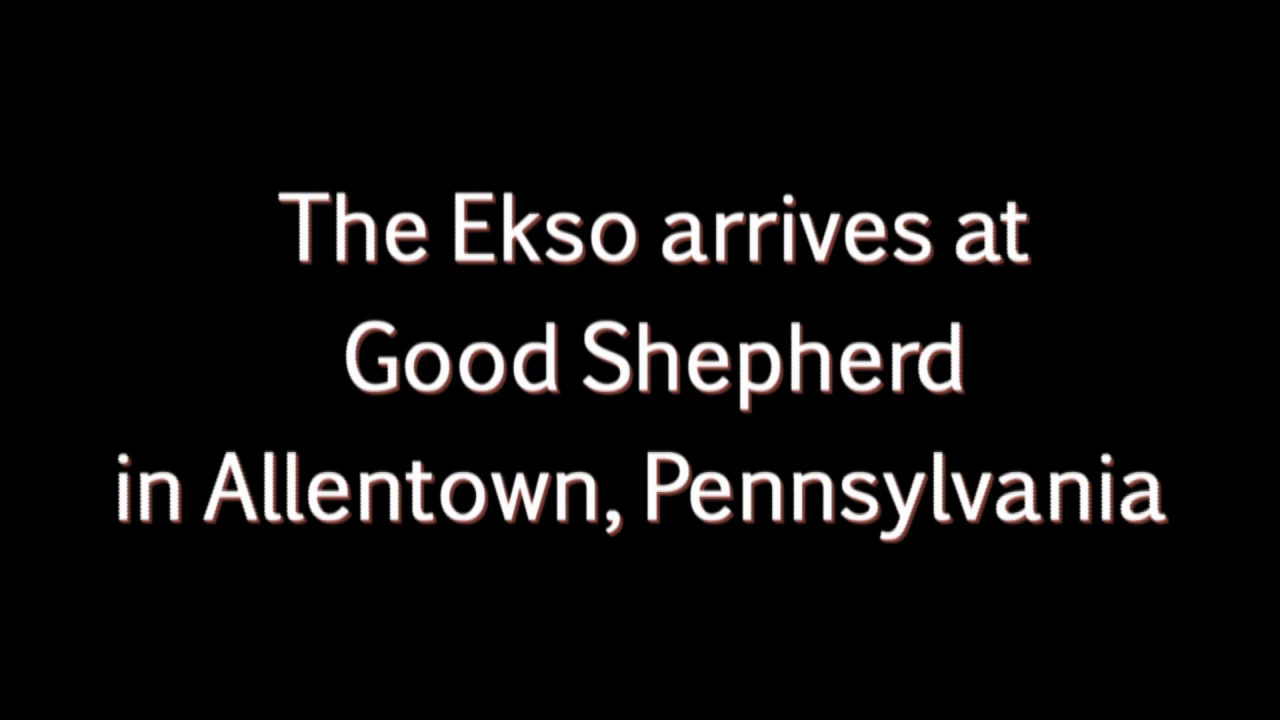 The Ekso arrives at
Good Shepherd
in Allentown, Pennsylvania